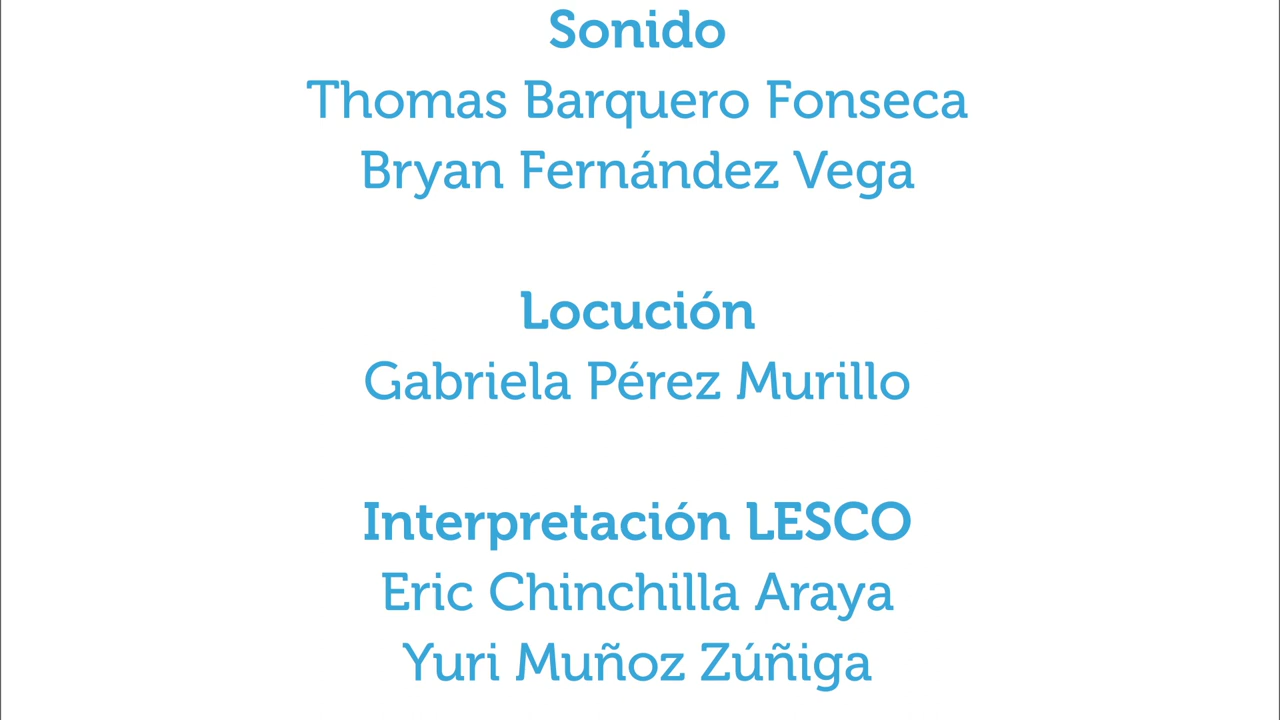 Sonido
Thomas Barquero Fonseca
Bryan Fernández Vega
Locución
Gabriela Pérez Murillo
Interpretación LESCO
Eric Chinchilla Araya
Yuri Muñoz Zúñiga